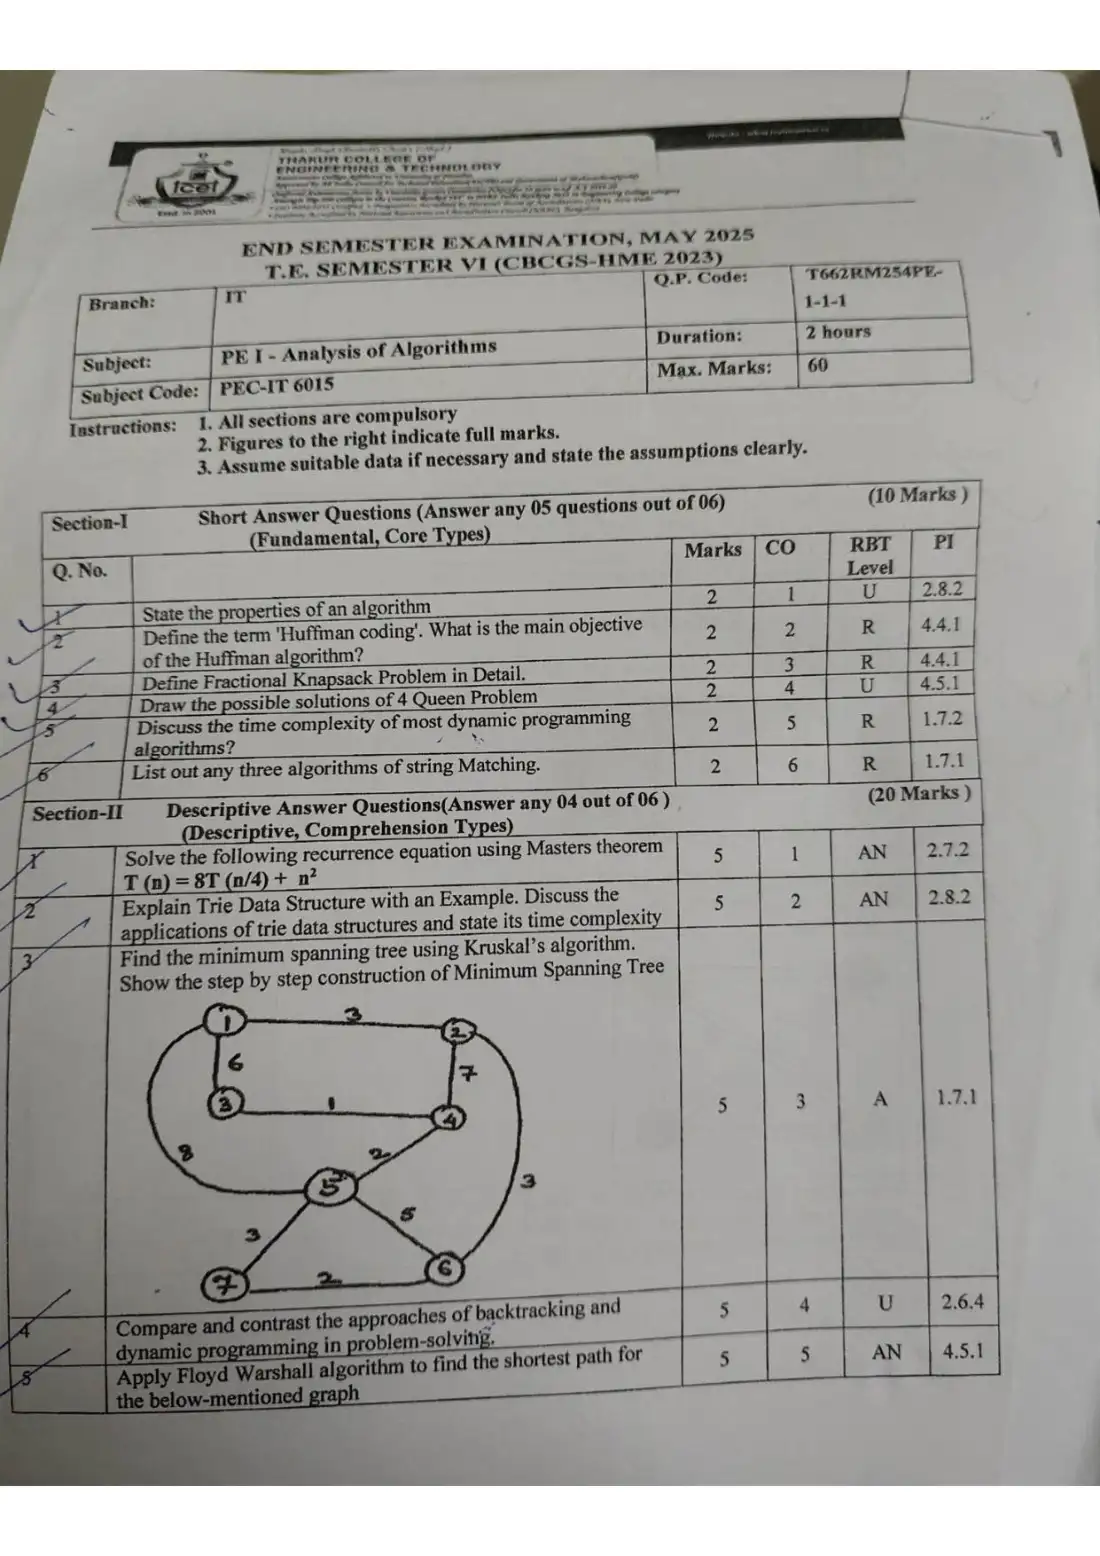 tcet
Estd. in 2001
THAKUR COLLEGE OF
ENGINEERING & TECHNOLOGY
END SEMESTER EXAMINATION, MAY 2025
T.E. SEMESTER VI (CBCGS-HME 2023)
Branch: IT Q.P. Code: T662RM254PE-
1-1-1
Subject: PE I - Analysis of Algorithms Duration: 2 hours
Subject Code: PEC-IT 6015 Max. Marks: 60
Instructions: 1. All sections are compulsory
2. Figures to the right indicate full marks.
3. Assume suitable data if necessary and state the assumptions clearly.
Section-I Short Answer Questions (Answer any 05 questions out of 06) (10 Marks )
(Fundamental, Core Types)
Q. No. Marks CO RBT PI
Level
1 State the properties of an algorithm 2 1 U 2.8.2
2 Define the term 'Huffman coding'. What is the main objective 2 2 R 4.4.1
of the Huffman algorithm?
3 Define Fractional Knapsack Problem in Detail. 2 3 R 4.4.1
4 Draw the possible solutions of 4 Queen Problem 2 4 U 4.5.1
5 Discuss the time complexity of most dynamic programming 2 5 R 1.7.2
algorithms?
6 List out any three algorithms of string Matching. 2 6 R 1.7.1
Section-II Descriptive Answer Questions(Answer any 04 out of 06 ) (20 Marks )
(Descriptive, Comprehension Types)
1 Solve the following recurrence equation using Masters theorem 5 1 AN 2.7.2
T (n) = 8T (n/4) + n²
2 Explain Trie Data Structure with an Example. Discuss the 5 2 AN 2.8.2
applications of trie data structures and state its time complexity
3 Find the minimum spanning tree using Kruskal's algorithm.
Show the step by step construction of Minimum Spanning Tree
1 3 2
6 7
3 1 4
5 3 A 1.7.1
8 2
5 3
3 5
7 2 6
4 Compare and contrast the approaches of backtracking and 5 4 U 2.6.4
dynamic programming in problem-solving.
5 Apply Floyd Warshall algorithm to find the shortest path for 5 5 AN 4.5.1
the below-mentioned graph